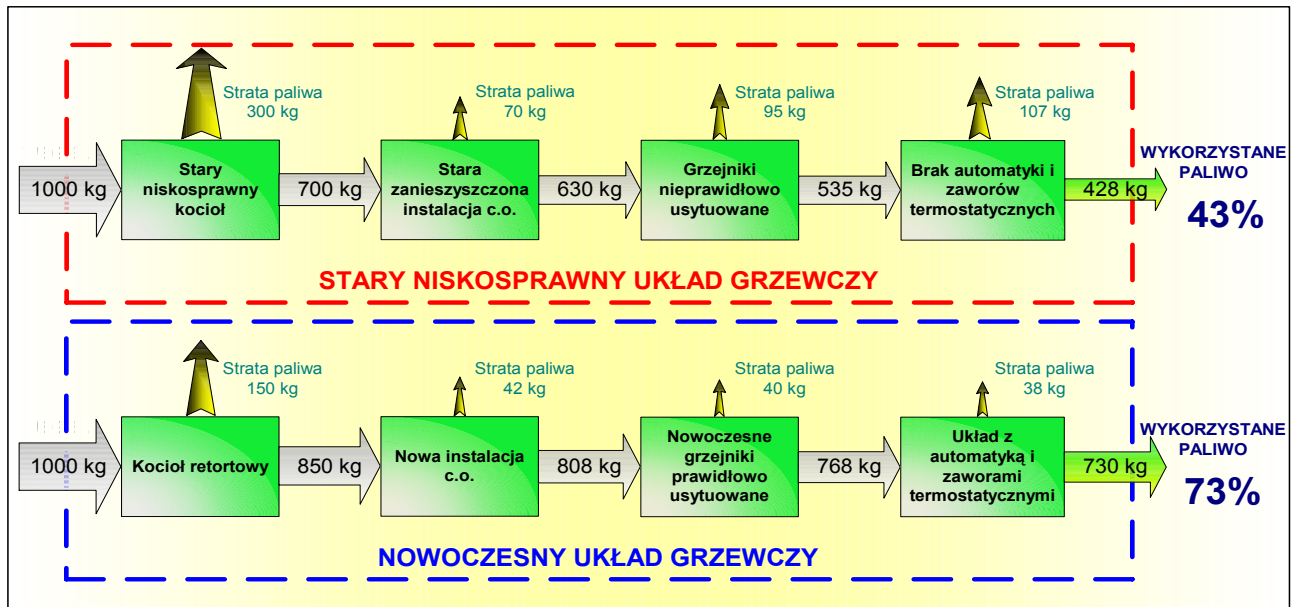 Strata paliwa
300 kg
Strata paliwa
70 kg
Strata paliwa
95 kg
Strata paliwa
107 kg
1000 kg
Stary
niskosprawny
kocioł
700 kg
Stara
zanieszyszczona
instalacja c.o.
630 kg
Grzejniki
nieprawidłowo
usytuowane
535 kg
Brak automatyki i
zaworów
termostatycznych
428 kg
WYKORZYSTANE
PALIWO
43%
STARY NISKOSPRAWNY UKŁAD GRZEWCZY
Strata paliwa
150 kg
Strata paliwa
42 kg
Strata paliwa
40 kg
Strata paliwa
38 kg
1000 kg
Kocioł retortowy
850 kg
Nowa instalacja
c.o.
808 kg
Nowoczesne
grzejniki
prawidłowo
usytuowane
768 kg
Układ z
automatyką i
zaworami
termostatycznymi
730 kg
WYKORZYSTANE
PALIWO
73%
NOWOCZESNY UKŁAD GRZEWCZY